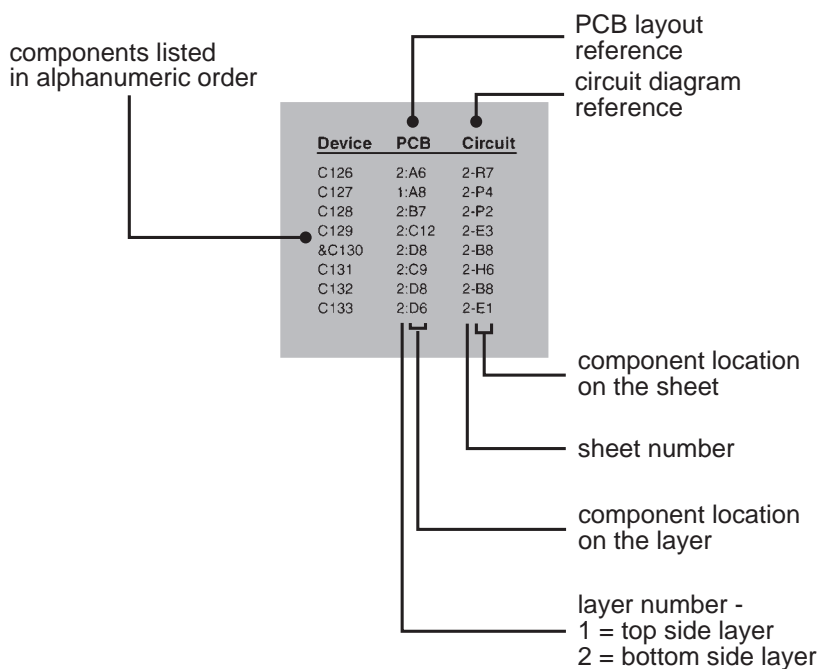 PCB layout
reference
components listed
in alphanumeric order
circuit diagram
reference
Device PCB Circuit
C126 2:A6 2-R7
C127 1:A8 2-P4
C128 2:B7 2-P2
C129 2:C12 2-E3
&C130 2:D8 2-B8
C131 2:C9 2-H6
C132 2:D8 2-B8
C133 2:D6 2-E1
component location
on the sheet
sheet number
component location
on the layer
layer number -
1 = top side layer
2 = bottom side layer